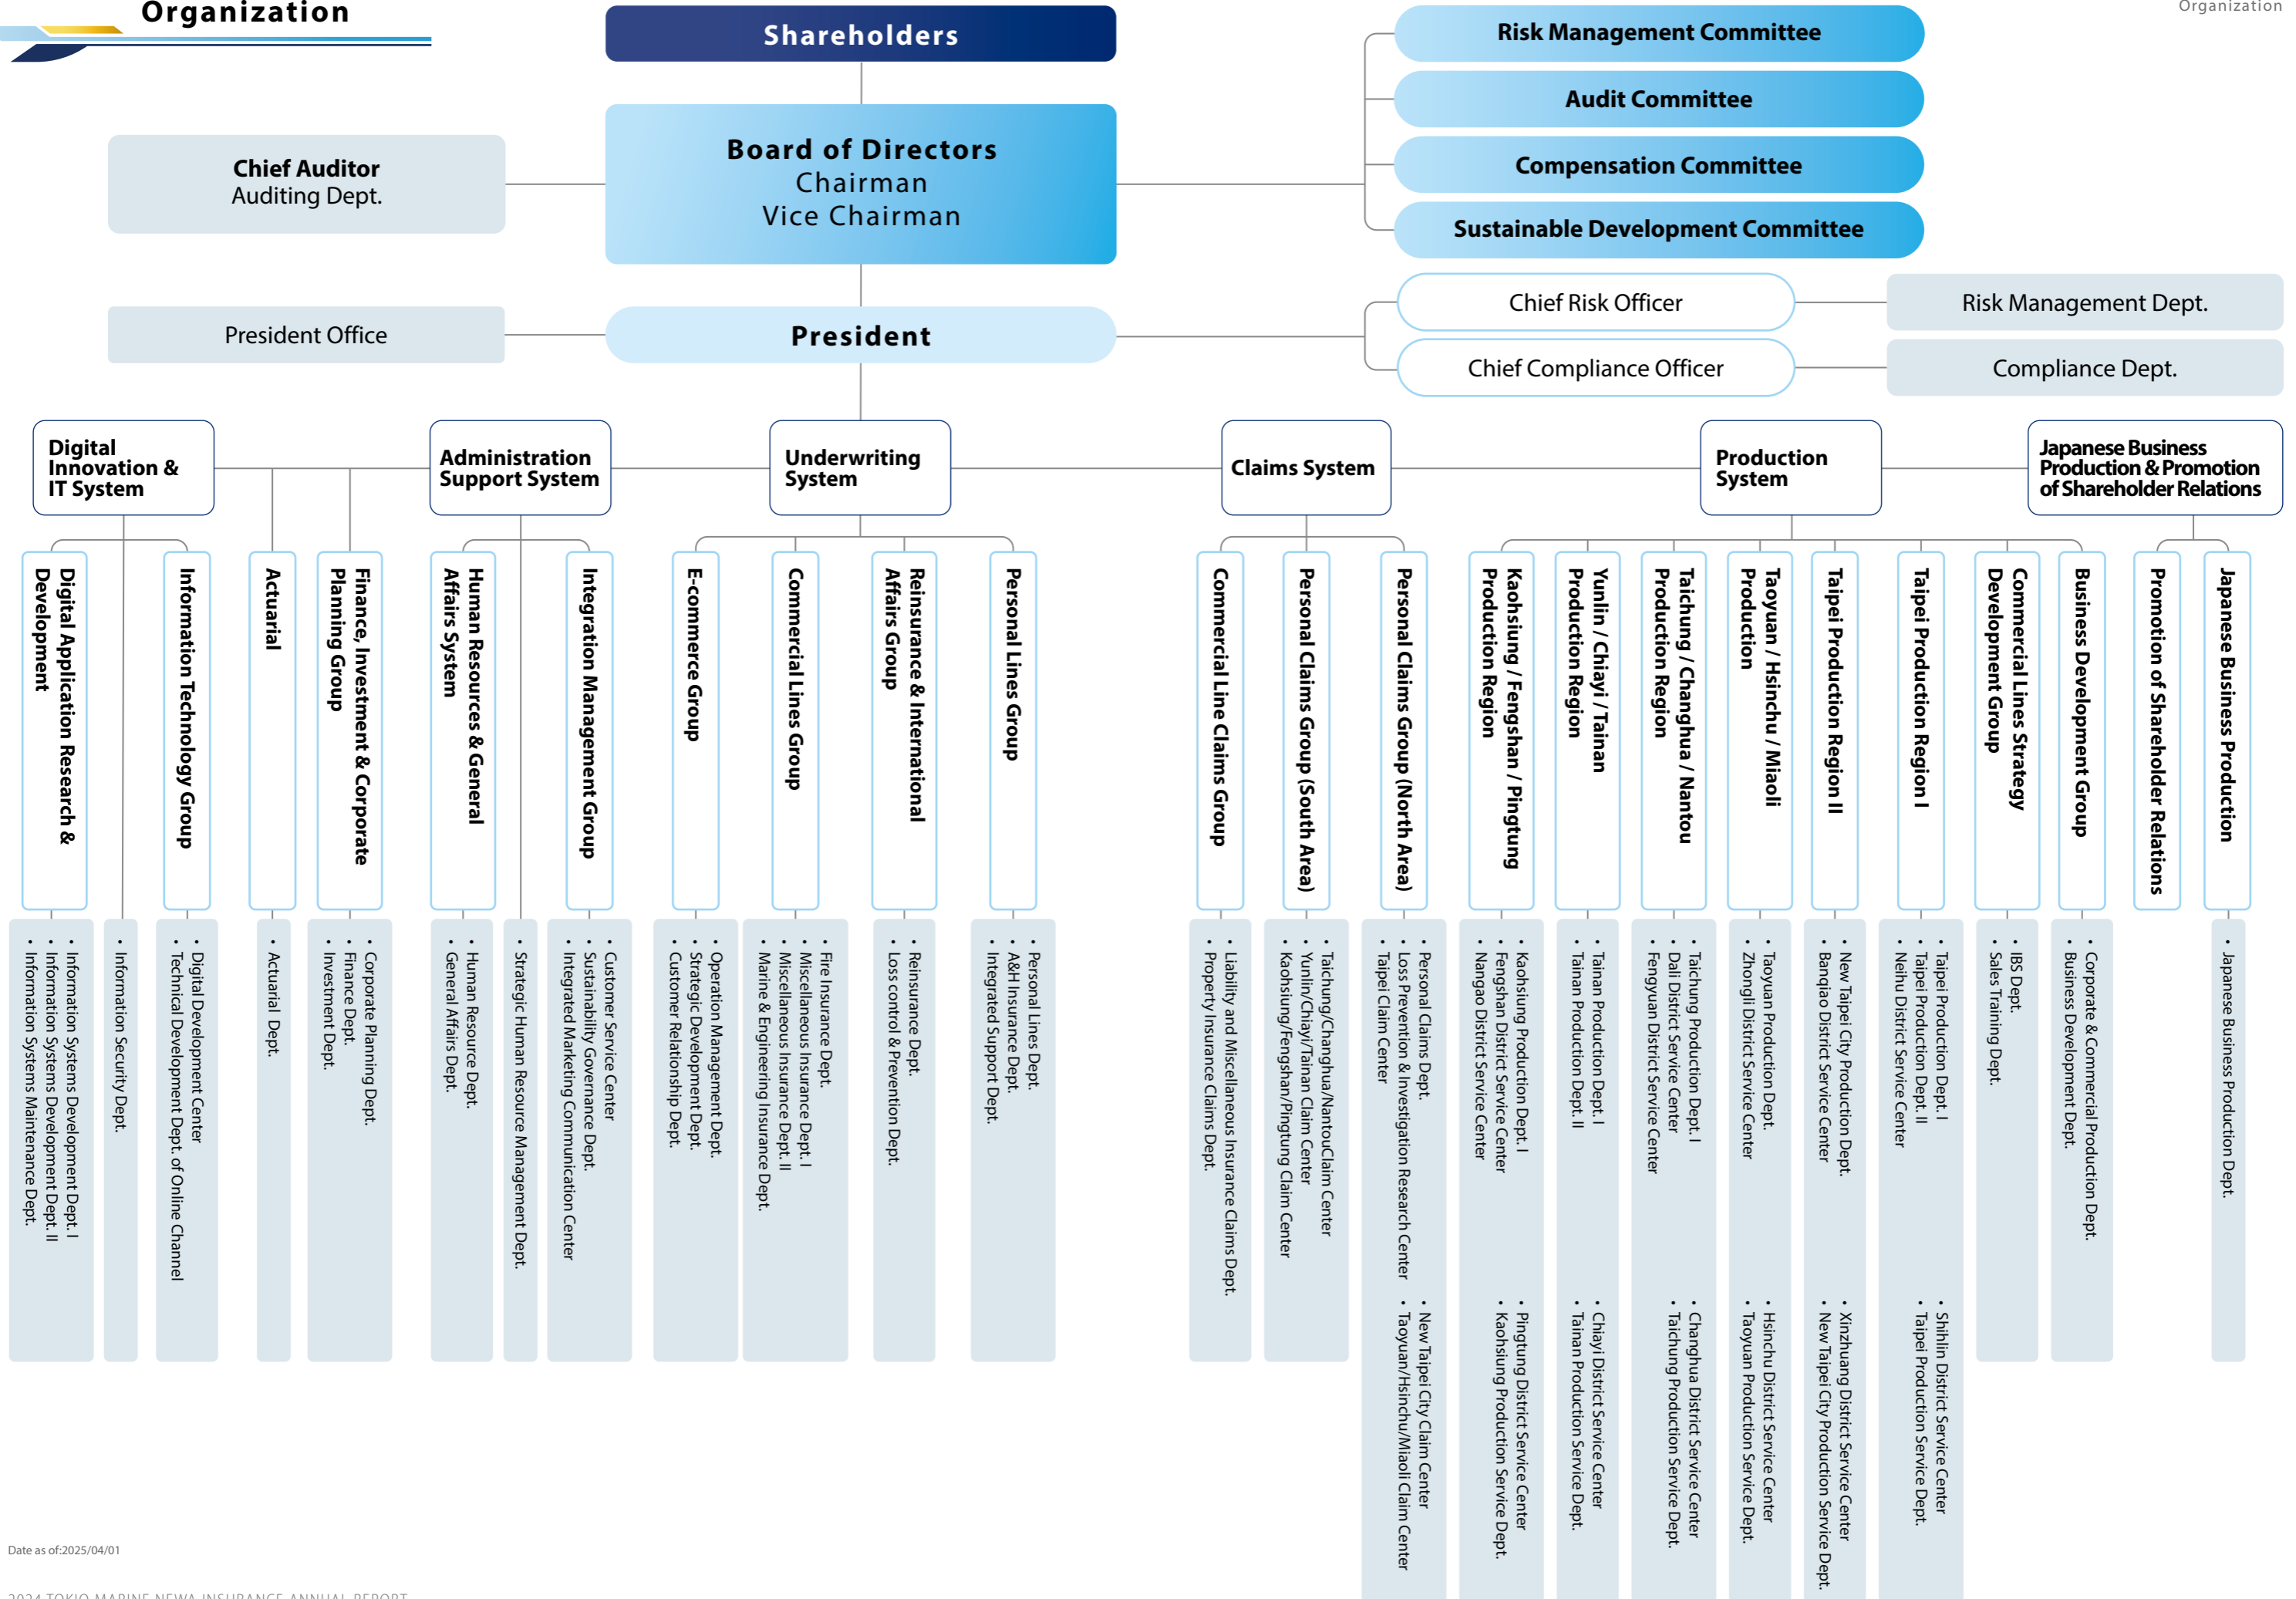 Organization
Organization
Shareholders
Risk Management Committee
Audit Committee
Compensation Committee
Sustainable Development Committee
Board of Directors
Chairman
Vice Chairman
Chief Auditor
Auditing Dept.
President Office
President
Chief Risk Officer
Risk Management Dept.
Chief Compliance Officer
Compliance Dept.
Digital
Innovation &
IT System
Administration
Support System
Underwriting
System
Claims System
Production
System
Japanese Business
Production & Promotion
of Shareholder Relations
Digital Application Research &
Development
Information Technology Group
Actuarial
Finance, Investment & Corporate
Planning Group
Human Resources & General
Affairs System
Integration Management Group
E-commerce Group
Commercial Lines Group
Reinsurance & International
Affairs Group
Personal Lines Group
Commercial Line Claims Group
Personal Claims Group (South Area)
Personal Claims Group (North Area)
Kaohsiung / Fengshan / Pingtung
Production Region
Yunlin / Chiayi / Tainan
Production Region
Taichung / Changhua / Nantou
Production Region
Taoyuan / Hsinchu / Miaoli
Production
Taipei Production Region II
Taipei Production Region I
Commercial Lines Strategy
Development Group
Business Development Group
Promotion of Shareholder Relations
Japanese Business Production
• Information Systems Development Dept. I
• Information Systems Development Dept. II
• Information Systems Maintenance Dept.
• Information Security Dept.
• Digital Development Center
• Technical Development Dept. of Online Channel
• Actuarial Dept.
• Corporate Planning Dept.
• Finance Dept.
• Investment Dept.
• Human Resource Dept.
• General Affairs Dept.
• Strategic Human Resource Management Dept.
• Customer Service Center
• Sustainability Governance Dept.
• Integrated Marketing Communication Center
• Operation Management Dept.
• Strategic Development Dept.
• Customer Relationship Dept.
• Fire Insurance Dept.
• Miscellaneous Insurance Dept. I
• Miscellaneous Insurance Dept. II
• Marine & Engineering Insurance Dept.
• Reinsurance Dept.
• Loss control & Prevention Dept.
• Personal Lines Dept.
• A&H Insurance Dept.
• Integrated Support Dept.
• Liability and Miscellaneous Insurance Claims Dept.
• Property Insurance Claims Dept.
• Taichung/Changhua/NantouClaim Center
• Yunlin/Chiayi/Tainan Claim Center
• Kaohsiung/Fengshan/Pingtung Claim Center
• Personal Claims Dept.
• Loss Prevention & Investigation Research Center
• Taipei Claim Center
• New Taipei City Claim Center
• Taoyuan/Hsinchu/Miaoli Claim Center
• Kaohsiung Production Dept. I
• Fengshan District Service Center
• Nangao District Service Center
• Pingtung District Service Center
• Kaohsiung Production Service Dept.
• Tainan Production Dept. I
• Tainan Production Dept. II
• Chiayi District Service Center
• Tainan Production Service Dept.
• Taichung Production Dept. I
• Dali District Service Center
• Fengyuan District Service Center
• Changhua District Service Center
• Taichung Production Service Dept.
• Taoyuan Production Dept.
• Zhongli District Service Center
• Hsinchu District Service Center
• Taoyuan Production Service Dept.
• New Taipei City Production Dept.
• Banqiao District Service Center
• Xinzhuang District Service Center
• New Taipei City Production Service Dept.
• Taipei Production Dept. I
• Taipei Production Dept. II
• Neihu District Service Center
• Shihlin District Service Center
• Taipei Production Service Dept.
• IBS Dept.
• Sales Training Dept.
• Corporate & Commercial Production Dept.
• Business Development Dept.
• Japanese Business Production Dept.
Date as of:2025/04/01
2024 TOKIO MARINE NEWA INSURANCE ANNUAL REPORT